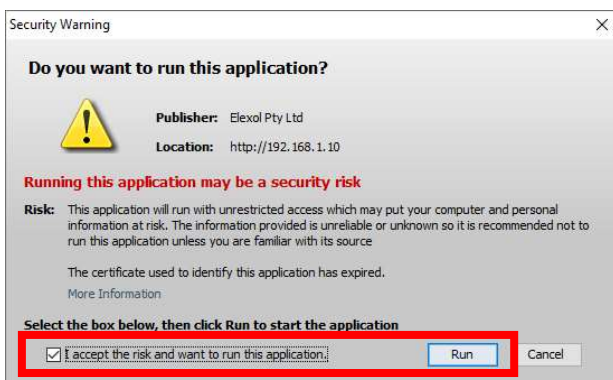 Security Warning
Do you want to run this application?
Publisher: Elexol Pty Ltd
Location: http://192.168.1.10
Running this application may be a security risk
Risk: This application will run with unrestricted access which may put your computer and personal
information at risk. The information provided is unreliable or unknown so it is recommended not to
run this application unless you are familiar with its source
The certificate used to identify this application has expired.
More Information
Select the box below, then click Run to start the application
I accept the risk and want to run this application. Run Cancel